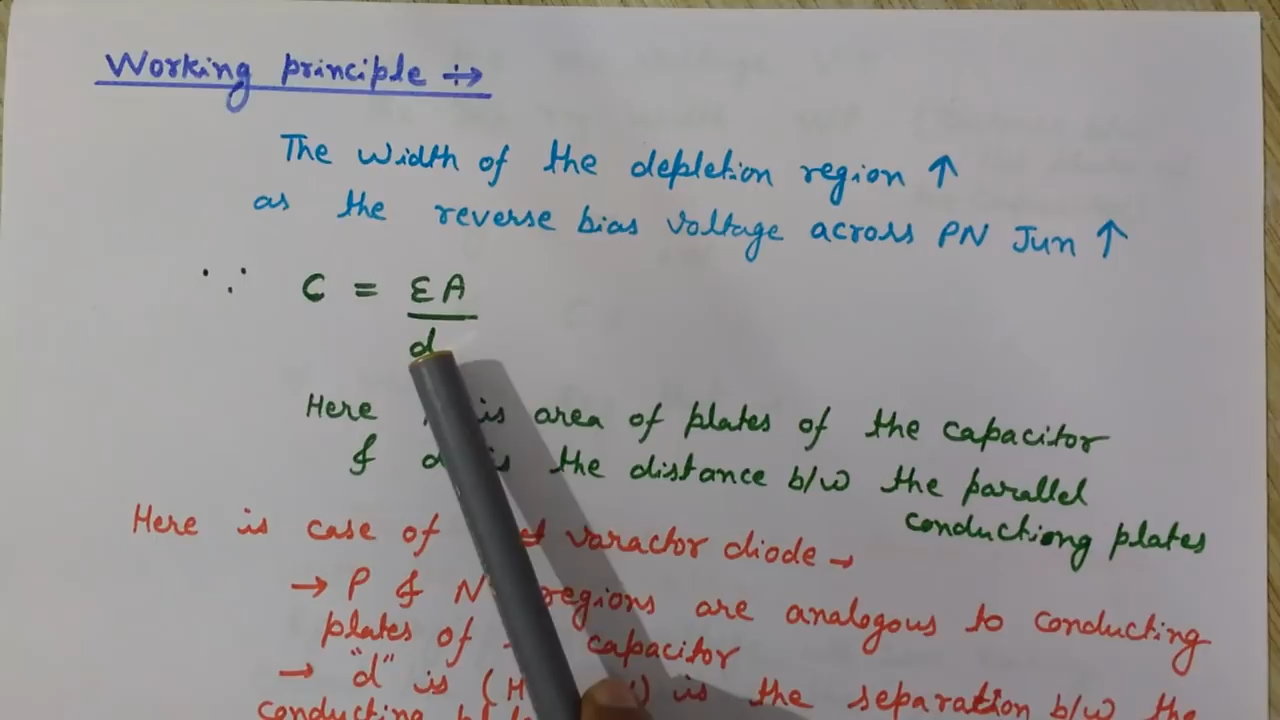 Working principle →
The width of the depletion region ↑
as the reverse bias voltage across PN Jun ↑
∵ C = εA
d
Here is area of plates of the capacitor
& d is the distance b/w the parallel
conductiong plates
Here is case of varactor diode →
→ P & N regions are analogous to conducting
plates of capacitor
→ "d" is ( ) is the separation b/w the
conducting